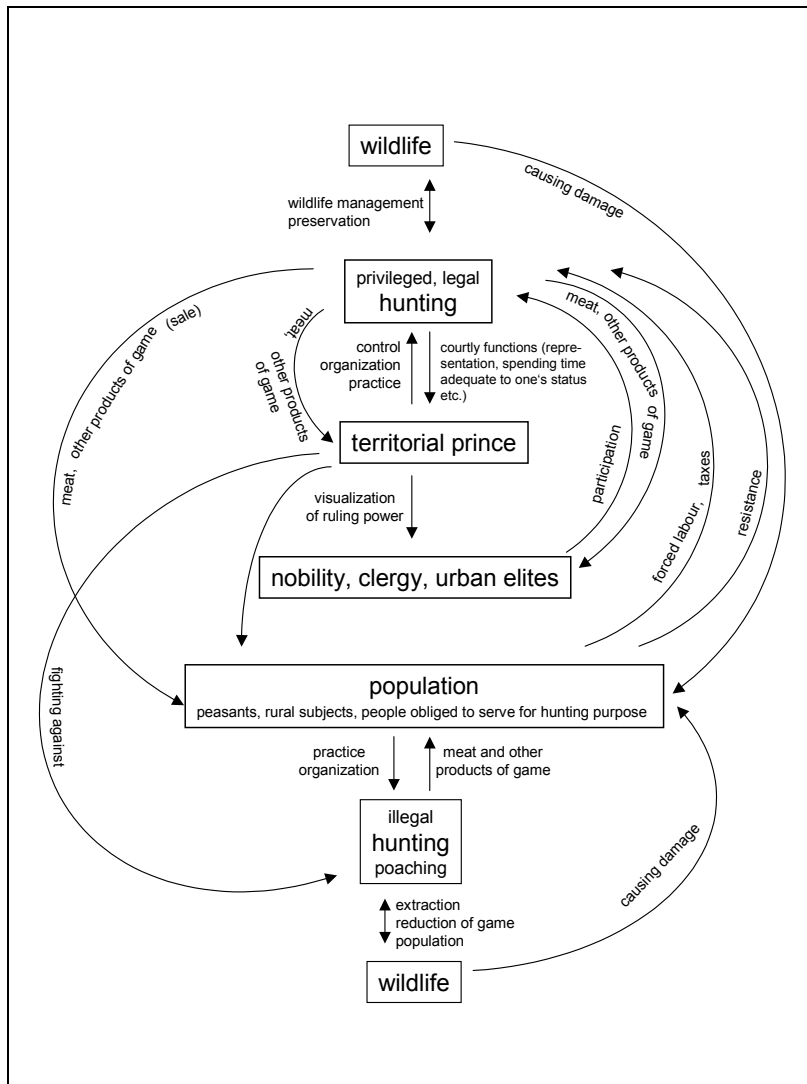 wildlife
causing damage
wildlife management
preservation
privileged, legal
hunting
meat, other products of game (sale)
meat,
other products
of game
control
organization
practice
courtly functions (repre-
sentation, spending time
adequate to one's status
etc.)
meat, other products of game
participation
forced labour, taxes
resistance
territorial prince
visualization
of ruling power
nobility, clergy, urban elites
fighting against
population
peasants, rural subjects, people obliged to serve for hunting purpose
practice
organization
meat and other
products of game
illegal
hunting
poaching
causing damage
extraction
reduction of game
population
wildlife